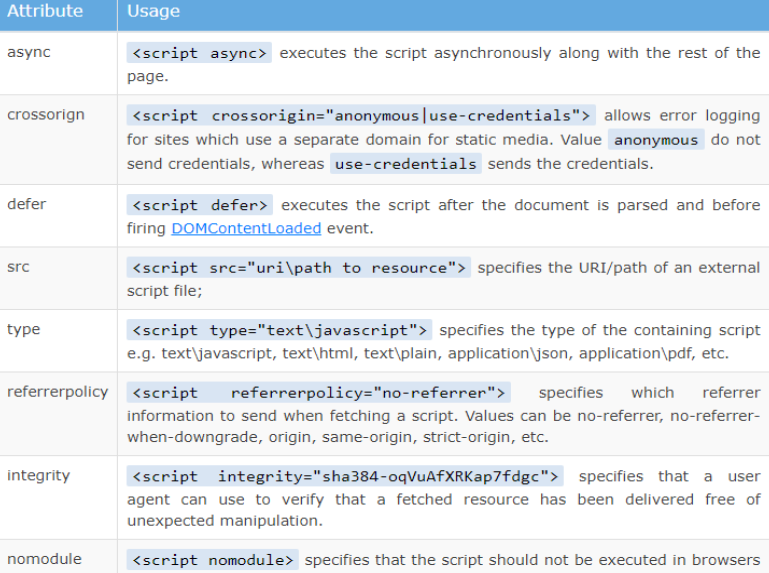 Attribute Usage
async <script async> executes the script asynchronously along with the rest of the
page.
crossorign <script crossorigin="anonymous|use-credentials"> allows error logging
for sites which use a separate domain for static media. Value anonymous do not
send credentials, whereas use-credentials sends the credentials.
defer <script defer> executes the script after the document is parsed and before
firing DOMContentLoaded event.
src <script src="uri\path to resource"> specifies the URI/path of an external
script file;
type <script type="text\javascript"> specifies the type of the containing script
e.g. text\javascript, text\html, text\plain, application\json, application\pdf, etc.
referrerpolicy <script referrerpolicy="no-referrer"> specifies which referrer
information to send when fetching a script. Values can be no-referrer, no-referrer-
when-downgrade, origin, same-origin, strict-origin, etc.
integrity <script integrity="sha384-oqVuAfXRKap7fdgc"> specifies that a user
agent can use to verify that a fetched resource has been delivered free of
unexpected manipulation.
nomodule <script nomodule> specifies that the script should not be executed in browsers